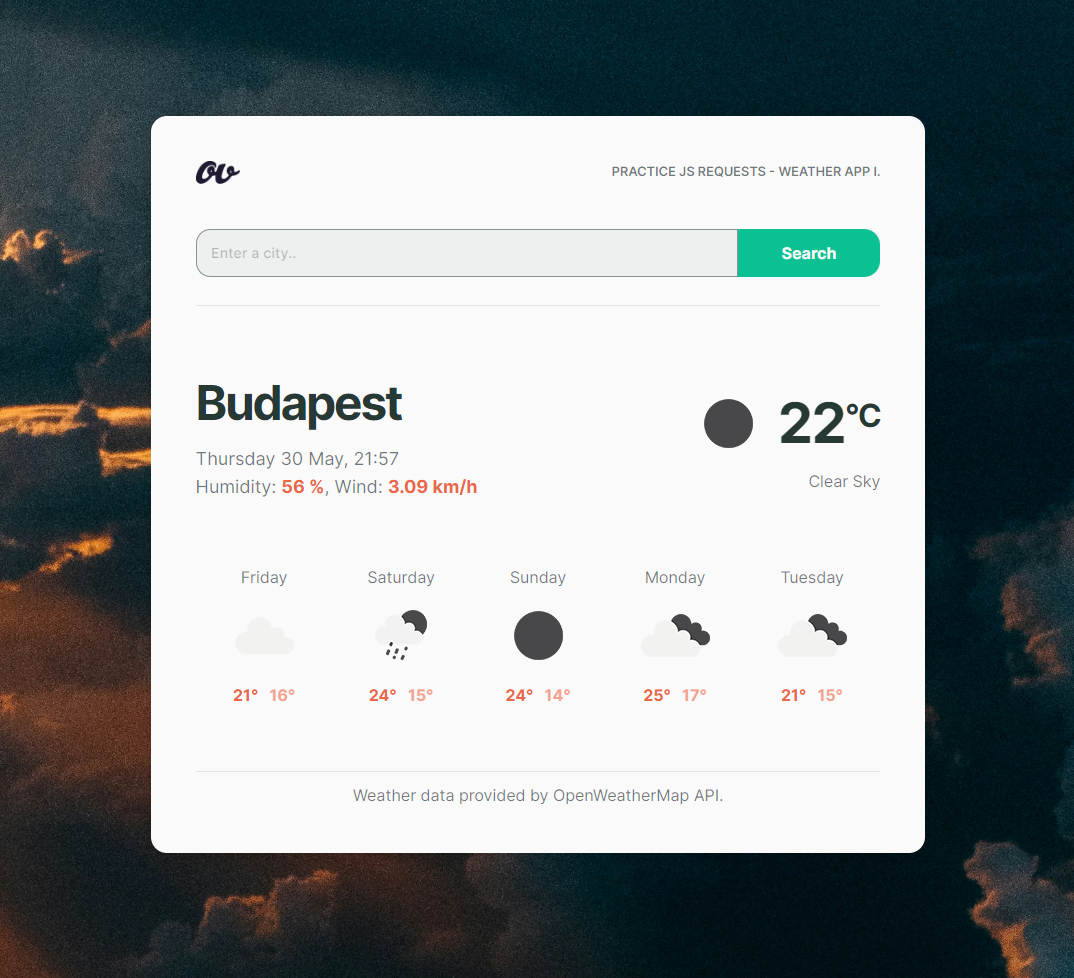 ov
PRACTICE JS REQUESTS - WEATHER APP I.
Enter a city..
Search
Budapest
22°C
Thursday 30 May, 21:57
Humidity: 56 %, Wind: 3.09 km/h
Clear Sky
Friday Saturday Sunday Monday Tuesday
21° 16° 24° 15° 24° 14° 25° 17° 21° 15°
Weather data provided by OpenWeatherMap API.